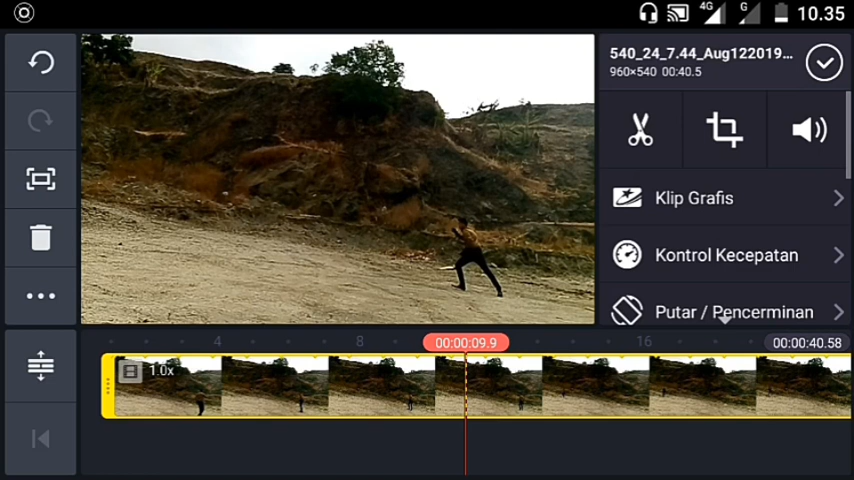 4G G 10.35
540_24_7.44_Aug122019...
960×540 00:40.5
Klip Grafis
Kontrol Kecepatan
Putar / Pencerminan
4 8 00:00:09.9 16 00:00:40.58
1.0x